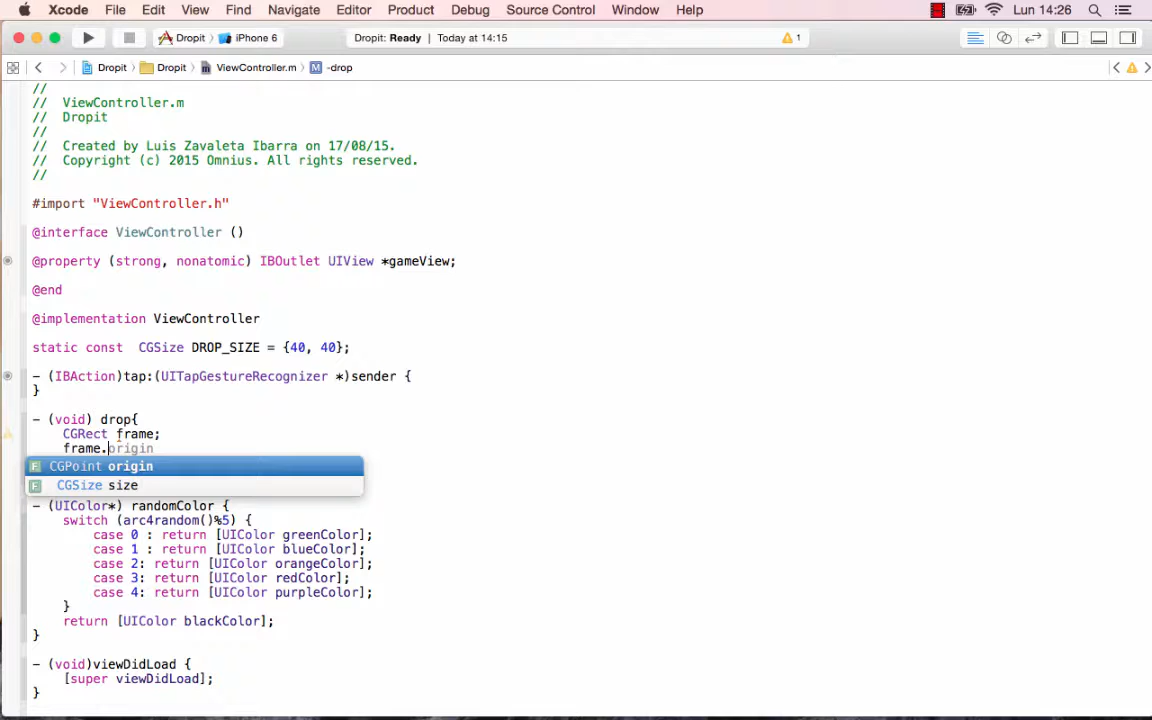 Xcode File Edit View Find Navigate Editor Product Debug Source Control Window Help Lun 14:26
Dropit iPhone 6 Dropit: Ready | Today at 14:15 1
Dropit Dropit ViewController.m M -drop
//
// ViewController.m
// Dropit
//
// Created by Luis Zavaleta Ibarra on 17/08/15.
// Copyright (c) 2015 Omnius. All rights reserved.
//
#import "ViewController.h"
@interface ViewController ()
@property (strong, nonatomic) IBOutlet UIView *gameView;
@end
@implementation ViewController
static const CGSize DROP_SIZE = {40, 40};
- (IBAction)tap:(UITapGestureRecognizer *)sender {
}
- (void) drop{
CGRect frame;
frame.origin
F CGPoint origin
F CGSize size
- (UIColor*) randomColor {
switch (arc4random()%5) {
case 0 : return [UIColor greenColor];
case 1 : return [UIColor blueColor];
case 2: return [UIColor orangeColor];
case 3: return [UIColor redColor];
case 4: return [UIColor purpleColor];
}
return [UIColor blackColor];
}
- (void)viewDidLoad {
[super viewDidLoad];
}